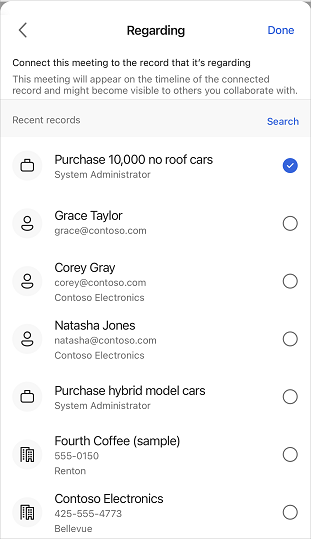 Regarding
Done
Connect this meeting to the record that it's regarding
This meeting will appear on the timeline of the connected
record and might become visible to others you collaborate with.
Recent records
Search
Purchase 10,000 no roof cars
System Administrator
Grace Taylor
grace@contoso.com
Corey Gray
corey@contoso.com
Contoso Electronics
Natasha Jones
natasha@contoso.com
Contoso Electronics
Purchase hybrid model cars
System Administrator
Fourth Coffee (sample)
555-0150
Renton
Contoso Electronics
425-555-4773
Bellevue